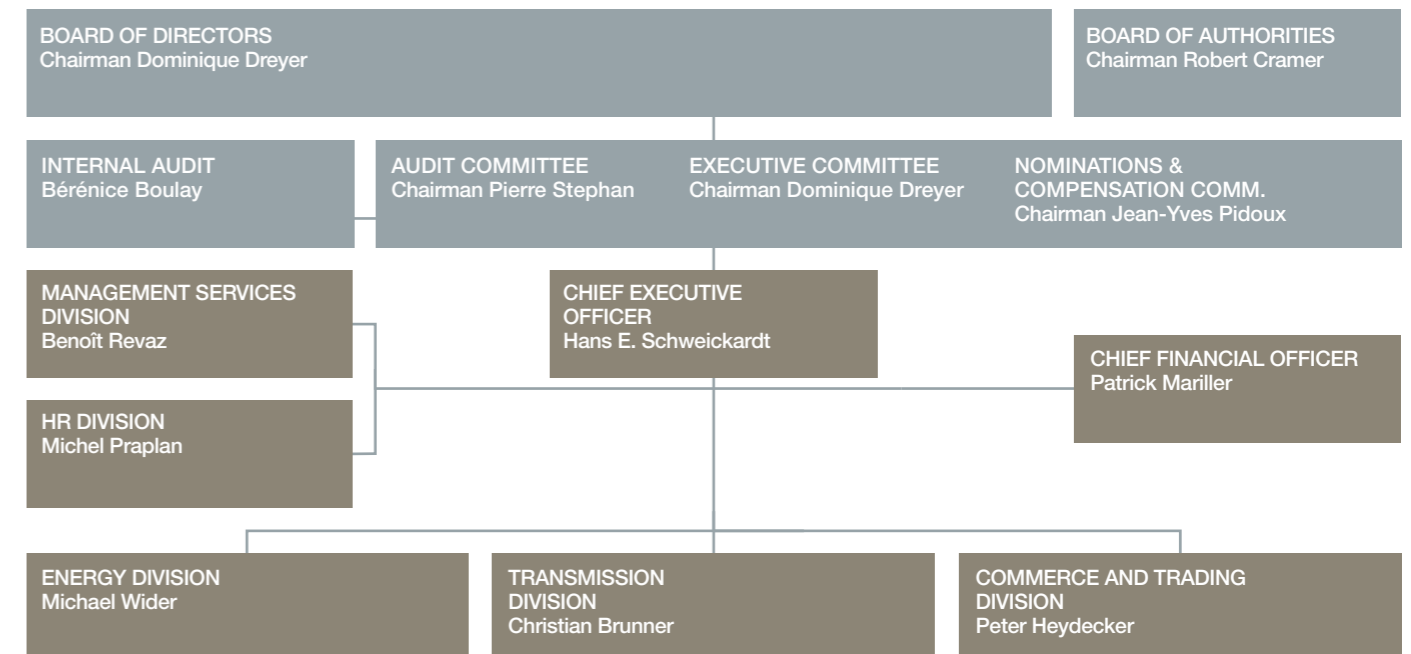 BOARD OF DIRECTORS
Chairman Dominique Dreyer
BOARD OF AUTHORITIES
Chairman Robert Cramer
INTERNAL AUDIT
Bérénice Boulay
AUDIT COMMITTEE
Chairman Pierre Stephan
EXECUTIVE COMMITTEE
Chairman Dominique Dreyer
NOMINATIONS &
COMPENSATION COMM.
Chairman Jean-Yves Pidoux
MANAGEMENT SERVICES
DIVISION
Benoît Revaz
CHIEF EXECUTIVE
OFFICER
Hans E. Schweickardt
CHIEF FINANCIAL OFFICER
Patrick Mariller
HR DIVISION
Michel Praplan
ENERGY DIVISION
Michael Wider
TRANSMISSION
DIVISION
Christian Brunner
COMMERCE AND TRADING
DIVISION
Peter Heydecker